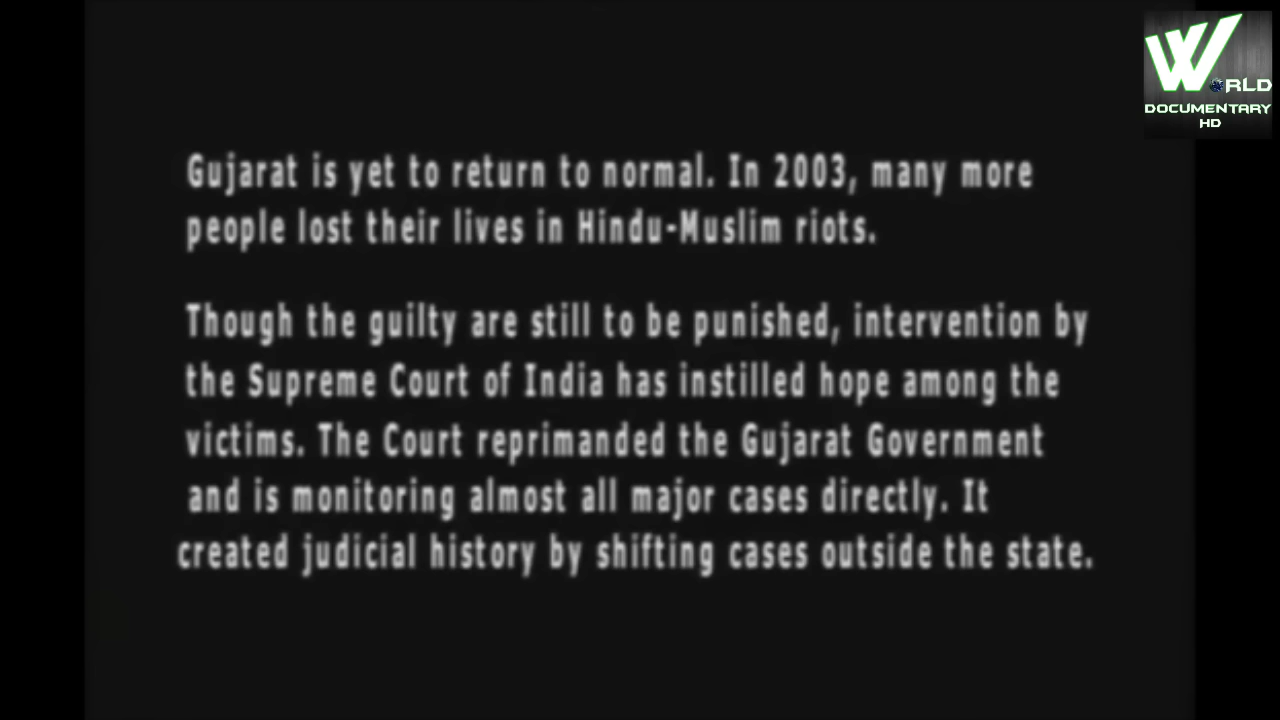 WORLD
DOCUMENTARY
HD
Gujarat is yet to return to normal. In 2003, many more
people lost their lives in Hindu-Muslim riots.
Though the guilty are still to be punished, intervention by
the Supreme Court of India has instilled hope among the
victims. The Court reprimanded the Gujarat Government
and is monitoring almost all major cases directly. It
created judicial history by shifting cases outside the state.